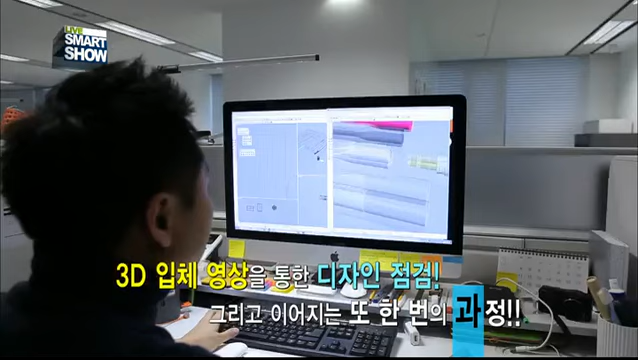 LIVE!
SMART
SHOW
3D 입체 영상을 통한 디자인 점검!
그리고 이어지는 또 한 번의 과정!!